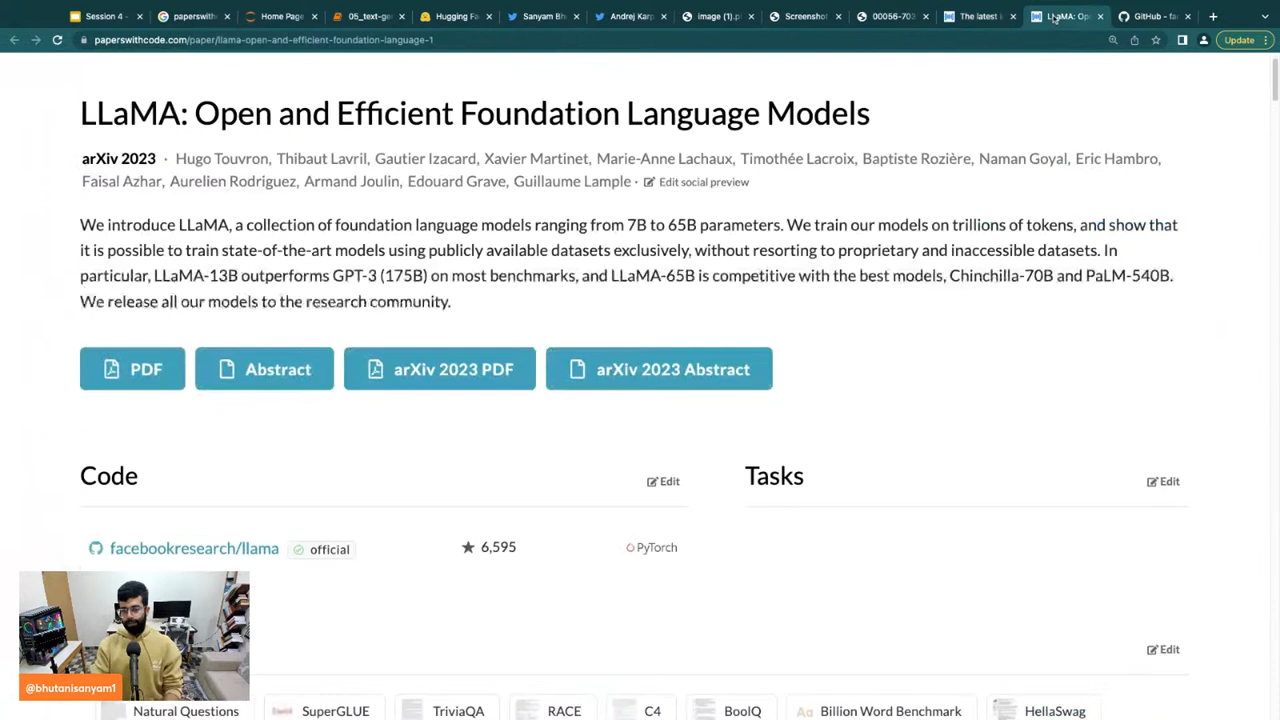 Session 4 -
paperswith
Home Page
05_text-ge
Hugging Fa
Sanyam Bh
Andrej Karp
image (1).p
Screenshot
00056-703
The latest i
LLaMA: Op
GitHub - fa
paperswithcode.com/paper/llama-open-and-efficient-foundation-language-1
Update
LLaMA: Open and Efficient Foundation Language Models
arXiv 2023 · Hugo Touvron, Thibaut Lavril, Gautier Izacard, Xavier Martinet, Marie-Anne Lachaux, Timothée Lacroix, Baptiste Rozière, Naman Goyal, Eric Hambro,
Faisal Azhar, Aurelien Rodriguez, Armand Joulin, Edouard Grave, Guillaume Lample · Edit social preview
We introduce LLaMA, a collection of foundation language models ranging from 7B to 65B parameters. We train our models on trillions of tokens, and show that
it is possible to train state-of-the-art models using publicly available datasets exclusively, without resorting to proprietary and inaccessible datasets. In
particular, LLaMA-13B outperforms GPT-3 (175B) on most benchmarks, and LLaMA-65B is competitive with the best models, Chinchilla-70B and PaLM-540B.
We release all our models to the research community.
PDF Abstract arXiv 2023 PDF arXiv 2023 Abstract
Code Edit
Tasks Edit
facebookresearch/llama official 6,595 PyTorch
Edit
@bhutanisanyam1
Natural Questions SuperGLUE TriviaQA RACE C4 BoolQ Billion Word Benchmark HellaSwag